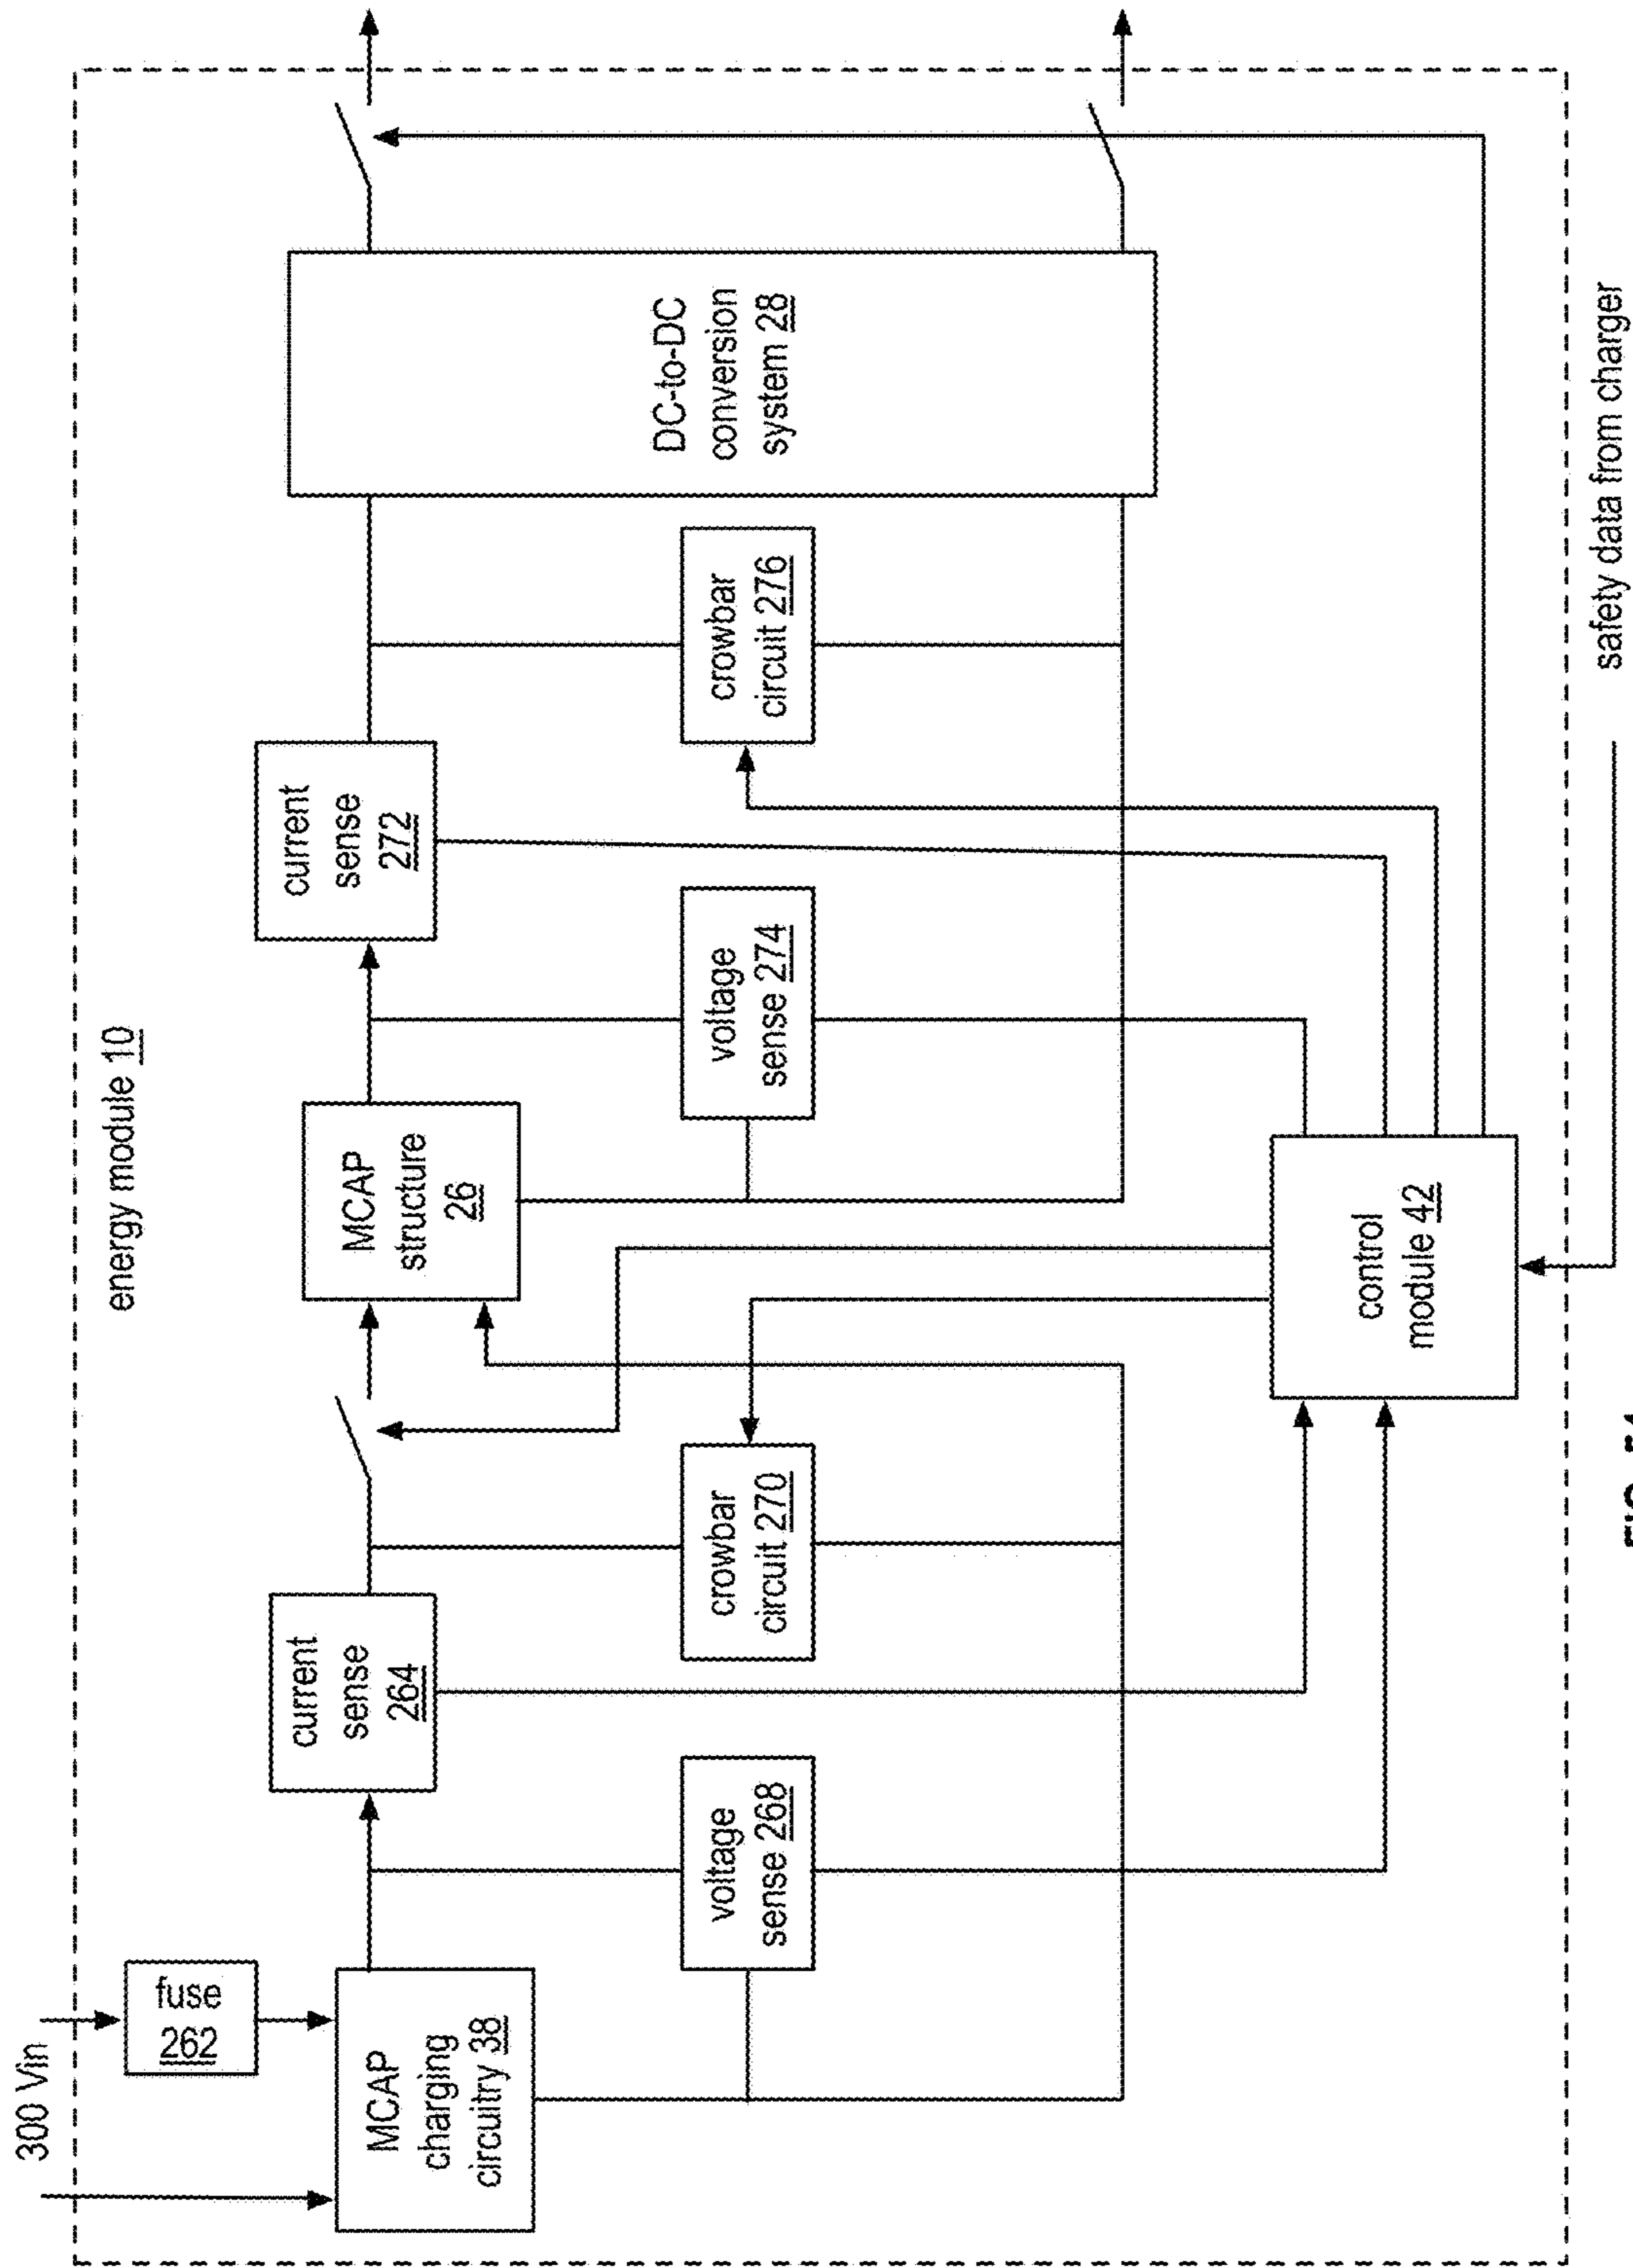 energy module 10
300 Vin
fuse
262
MCAP
charging
circuitry 38
voltage
sense 268
current
sense
264
crowbar
circuit 270
MCAP
structure
26
voltage
sense 274
current
sense
272
crowbar
circuit 276
DC-to-DC
conversion
system 28
control
module 42
safety data from charger